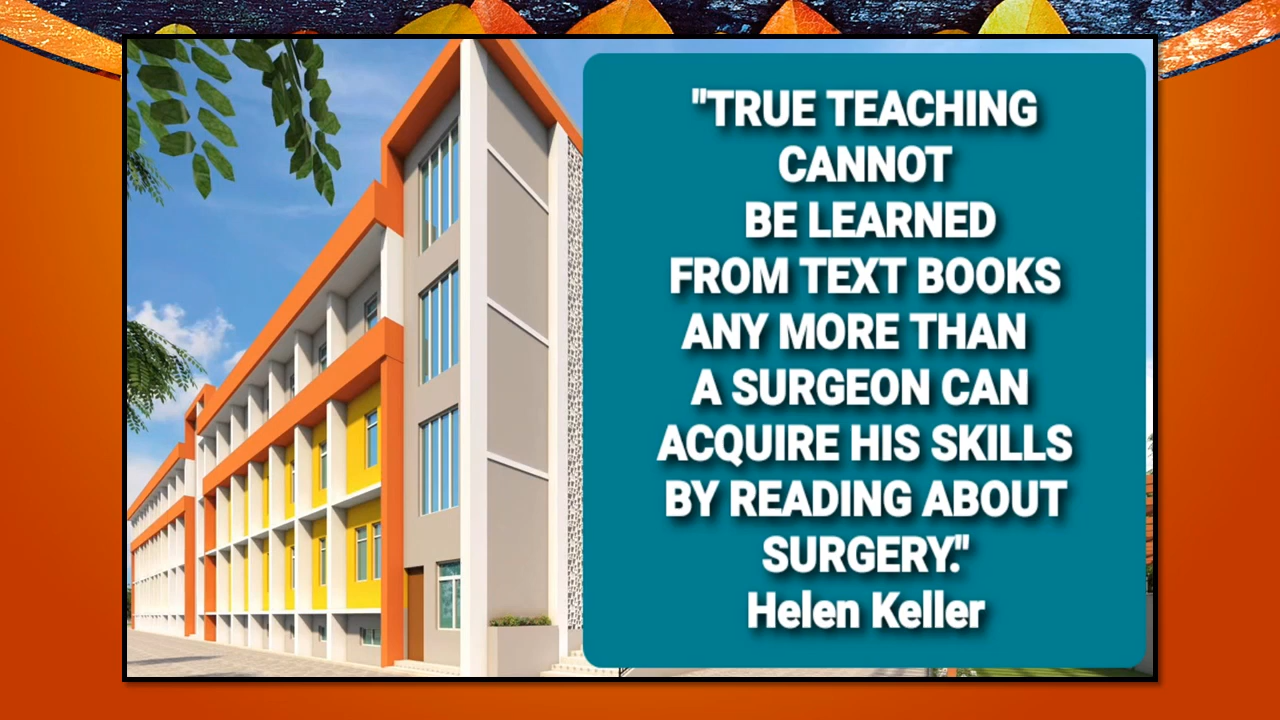 "TRUE TEACHING
CANNOT
BE LEARNED
FROM TEXT BOOKS
ANY MORE THAN
A SURGEON CAN
ACQUIRE HIS SKILLS
BY READING ABOUT
SURGERY."
Helen Keller